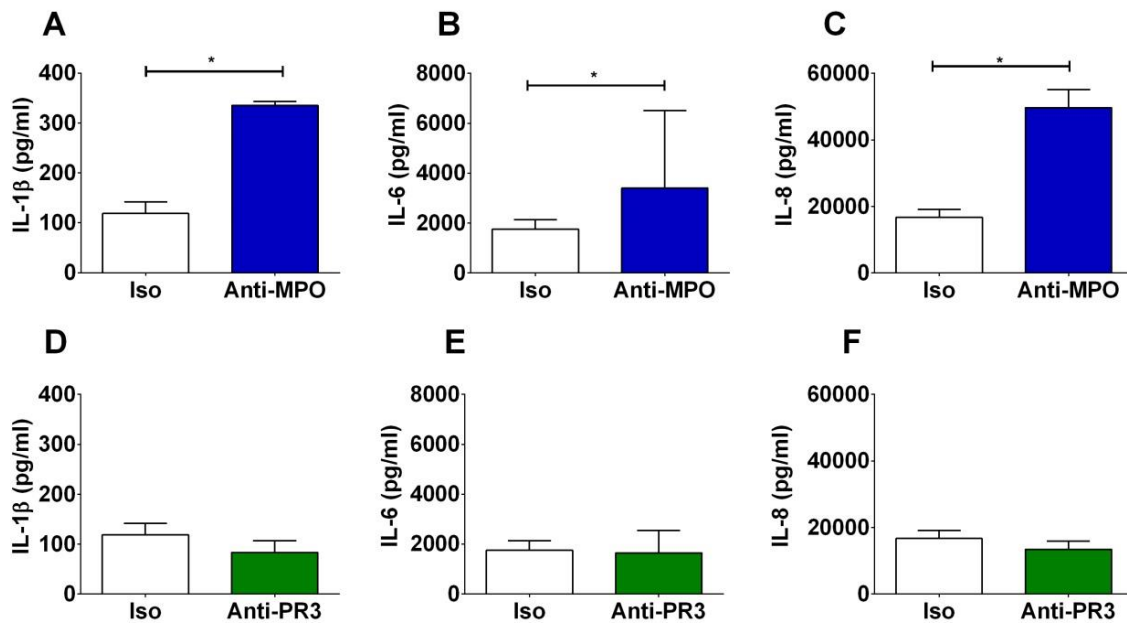 A
IL-1β (pg/ml)
400
300
200
100
0
*
Iso
Anti-MPO
B
IL-6 (pg/ml)
8000
6000
4000
2000
0
*
Iso
Anti-MPO
C
IL-8 (pg/ml)
60000
40000
20000
0
*
Iso
Anti-MPO
D
IL-1β (pg/ml)
400
300
200
100
0
Iso
Anti-PR3
E
IL-6 (pg/ml)
8000
6000
4000
2000
0
Iso
Anti-PR3
F
IL-8 (pg/ml)
60000
40000
20000
0
Iso
Anti-PR3